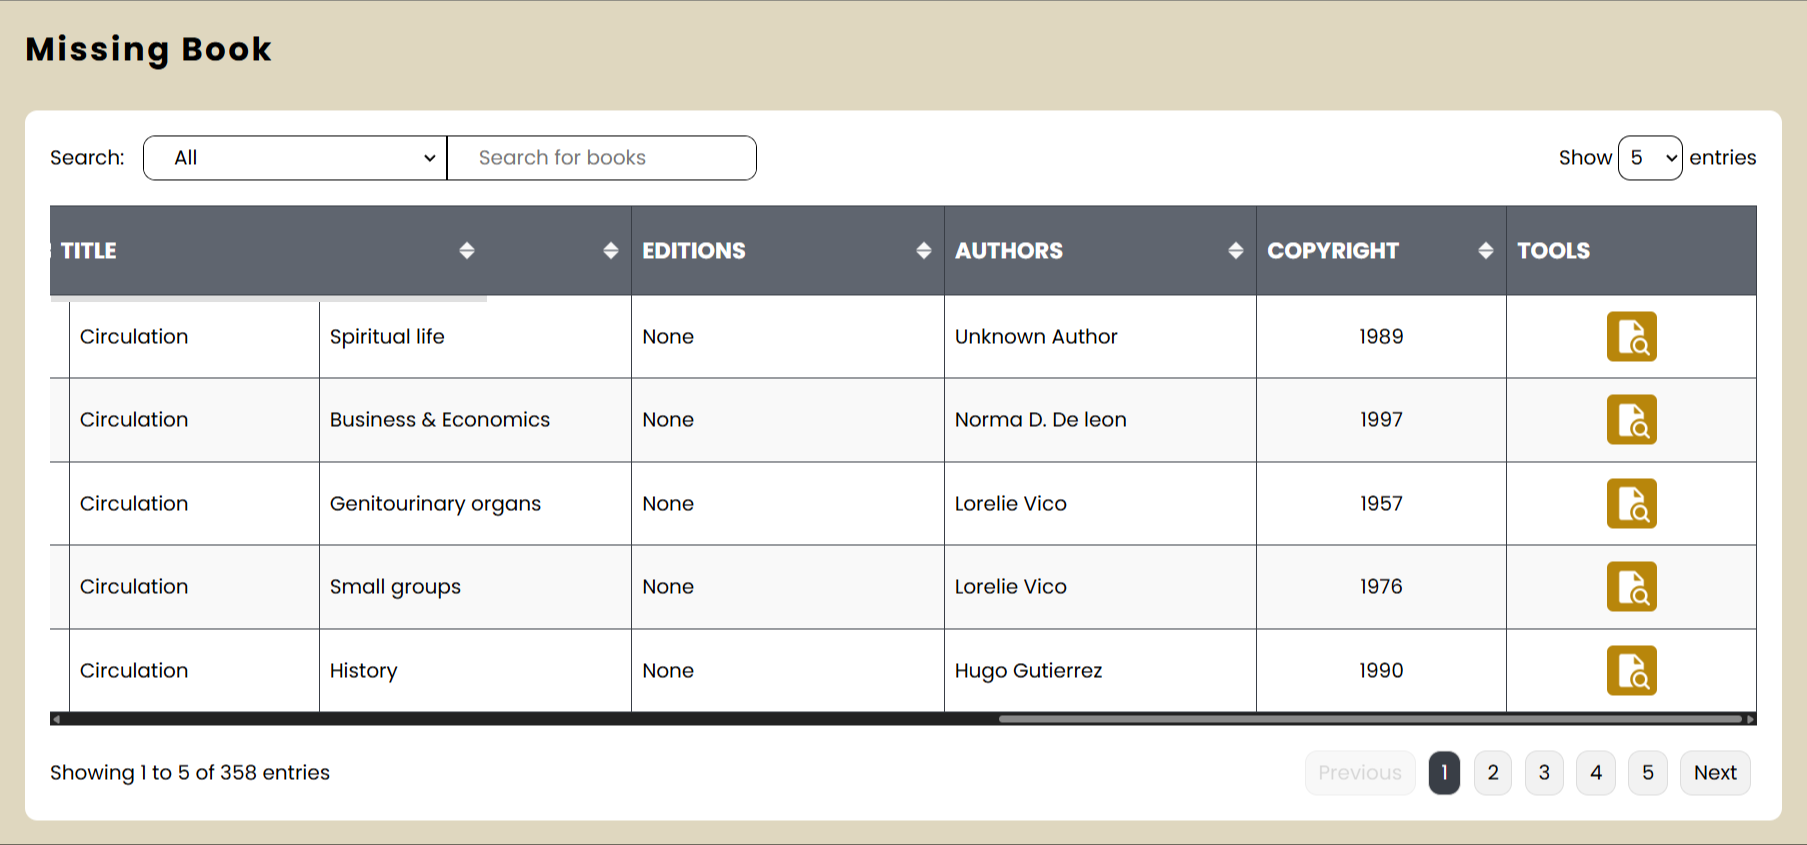 Missing Book
Search: All Search for books Show 5 entries
TITLE EDITIONS AUTHORS COPYRIGHT TOOLS
Circulation Spiritual life None Unknown Author 1989
Circulation Business & Economics None Norma D. De leon 1997
Circulation Genitourinary organs None Lorelie Vico 1957
Circulation Small groups None Lorelie Vico 1976
Circulation History None Hugo Gutierrez 1990
Showing 1 to 5 of 358 entries Previous 1 2 3 4 5 Next